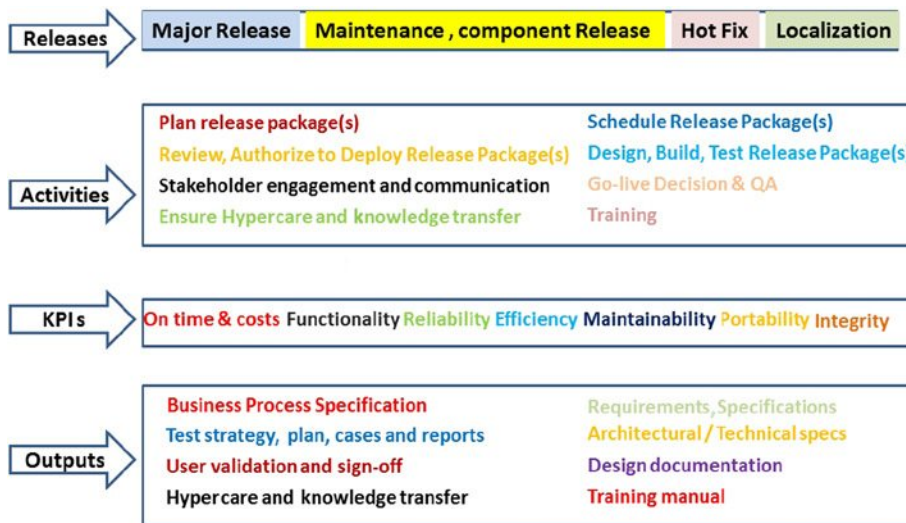 Releases
Major Release
Maintenance , component Release
Hot Fix
Localization
Activities
Plan release package(s)
Schedule Release Package(s)
Review, Authorize to Deploy Release Package(s)
Design, Build, Test Release Package(s
Stakeholder engagement and communication
Go-live Decision & QA
Ensure Hypercare and knowledge transfer
Training
KPIs
On time & costs Functionality Reliability Efficiency Maintainability Portability Integrity
Outputs
Business Process Specification
Requirements, Specifications
Test strategy, plan, cases and reports
Architectural / Technical specs
User validation and sign-off
Design documentation
Hypercare and knowledge transfer
Training manual